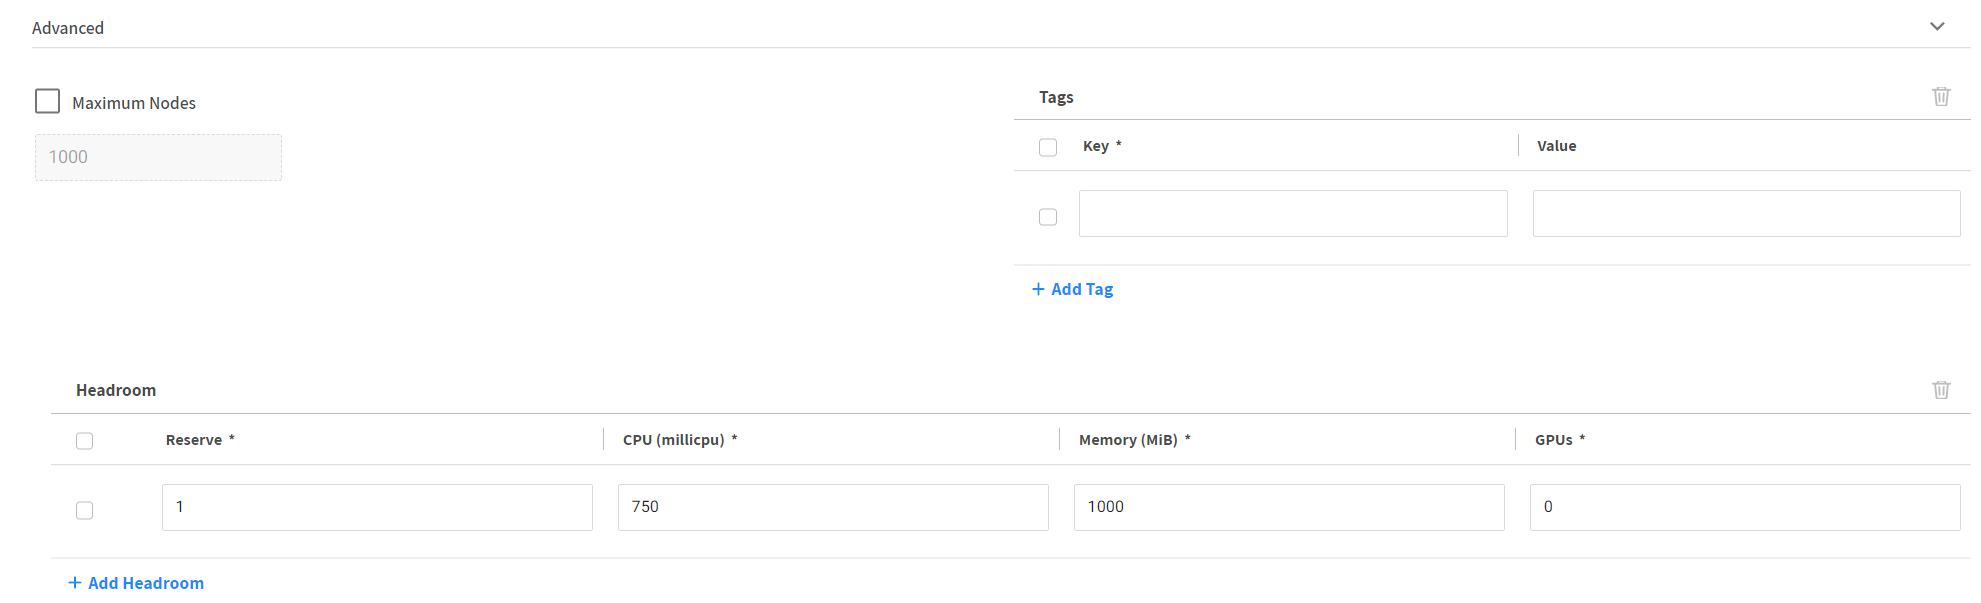 Advanced
Maximum Nodes
1000
Tags
Key *
Value
+ Add Tag
Headroom
Reserve * CPU (millicpu) * Memory (MiB) * GPUs *
1 750 1000 0
+ Add Headroom